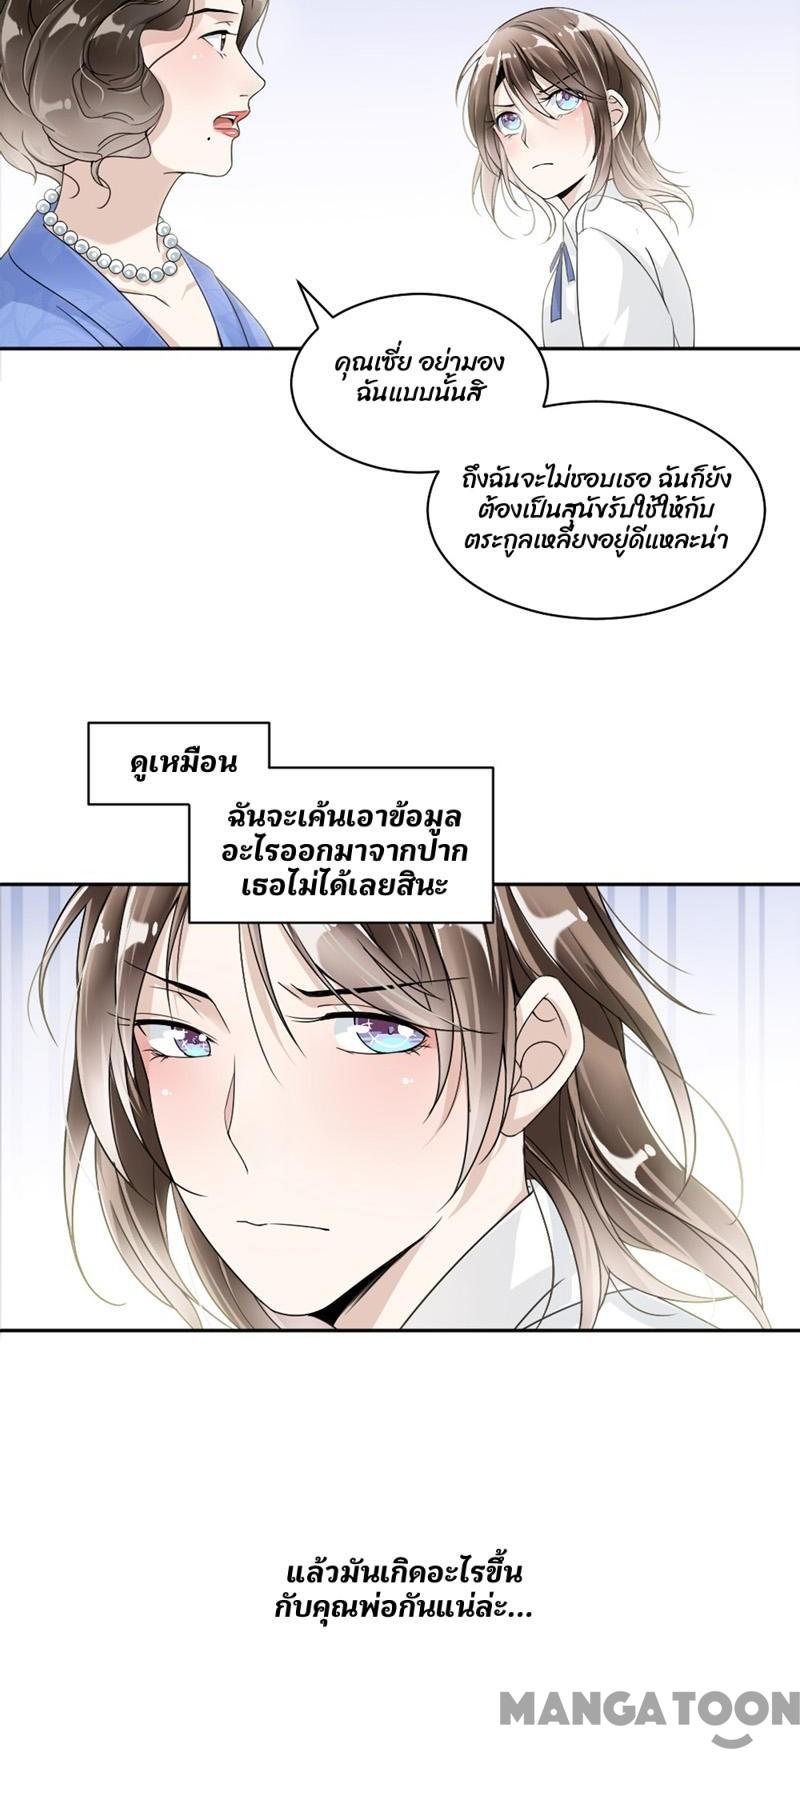 คุณเซี่ย อย่ามอง
ฉันแบบนั้นสิ
ถึงฉันจะไม่ชอบเธอ ฉันก็ยัง
ต้องเป็นสุนัขรับใช้ให้กับ
ตระกูลเหลียงอยู่ดีแหละน่า
ดูเหมือน
ฉันจะเค้นเอาข้อมูล
อะไรออกมาจากปาก
เธอไม่ได้เลยสินะ
แล้วมันเกิดอะไรขึ้น
กับคุณพ่อกันแน่ล่ะ...
MANGATOON